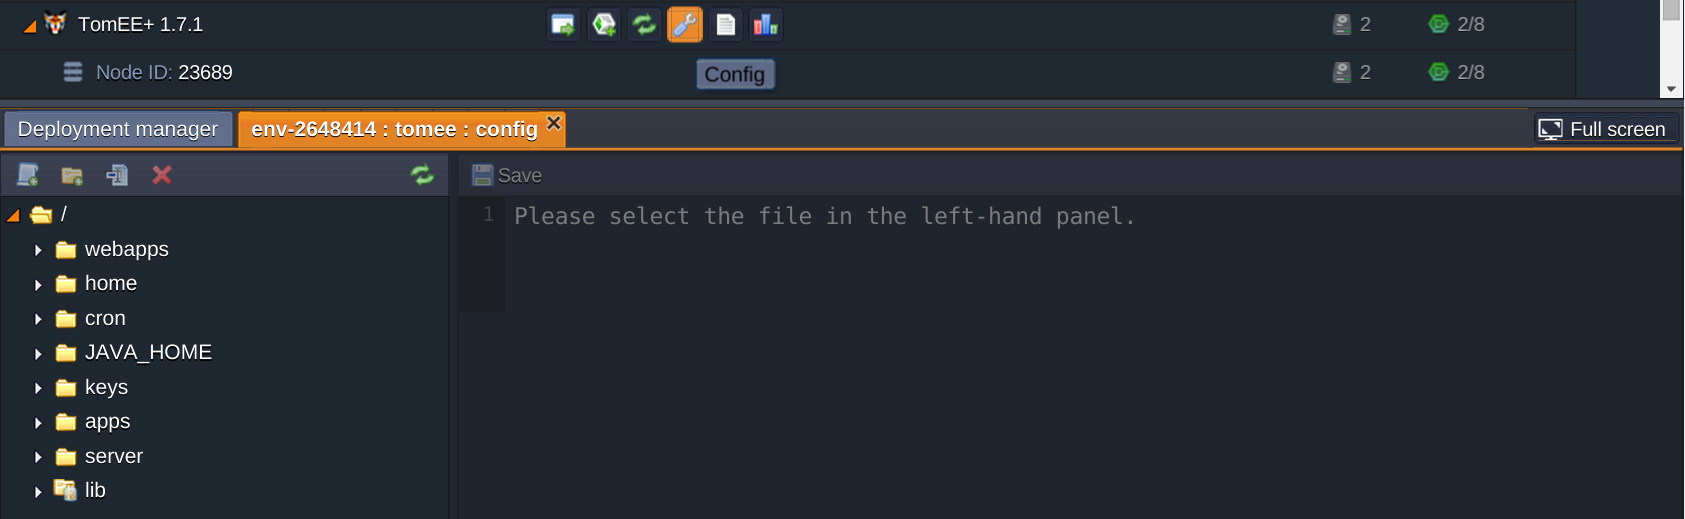 TomEE+ 1.7.1 2 2/8
Node ID: 23689 Config 2 2/8
Deployment manager env-2648414 : tomee : config Full screen
Save
/
1 Please select the file in the left-hand panel.
webapps
home
cron
JAVA_HOME
keys
apps
server
lib